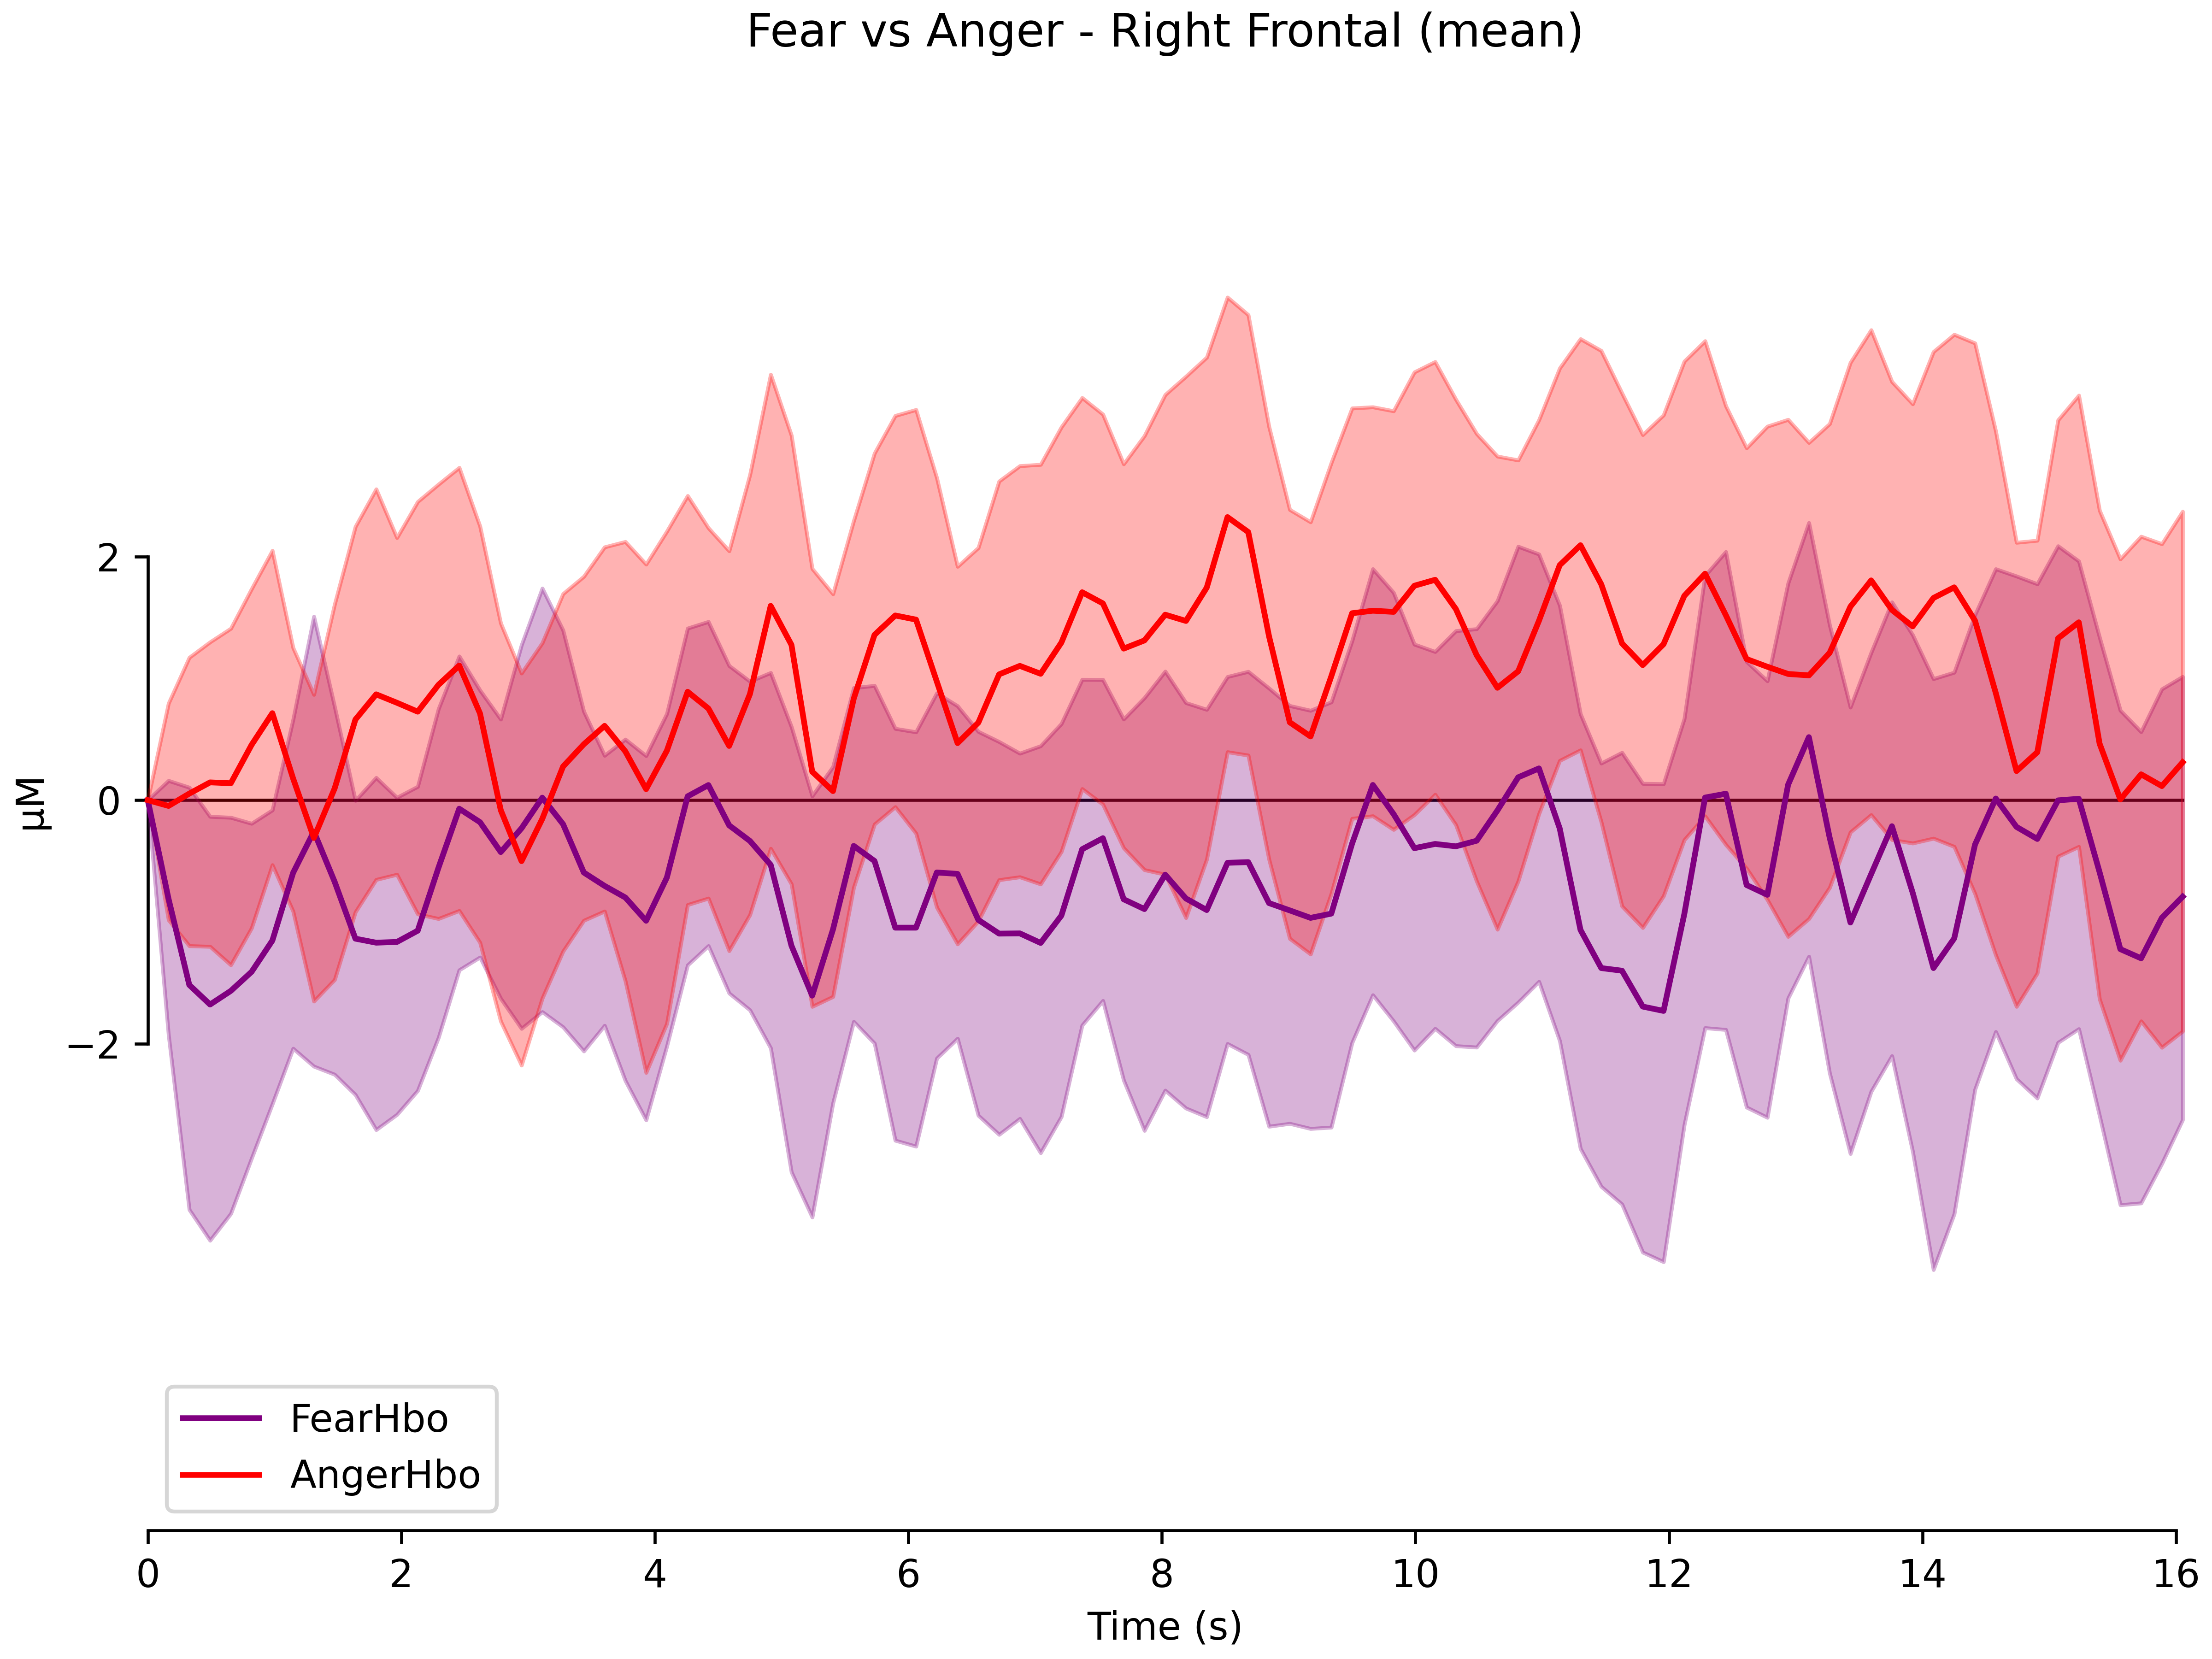 Fear vs Anger - Right Frontal (mean)
µM
2
0
−2
FearHbo
AngerHbo
0 2 4 6 8 10 12 14 16
Time (s)